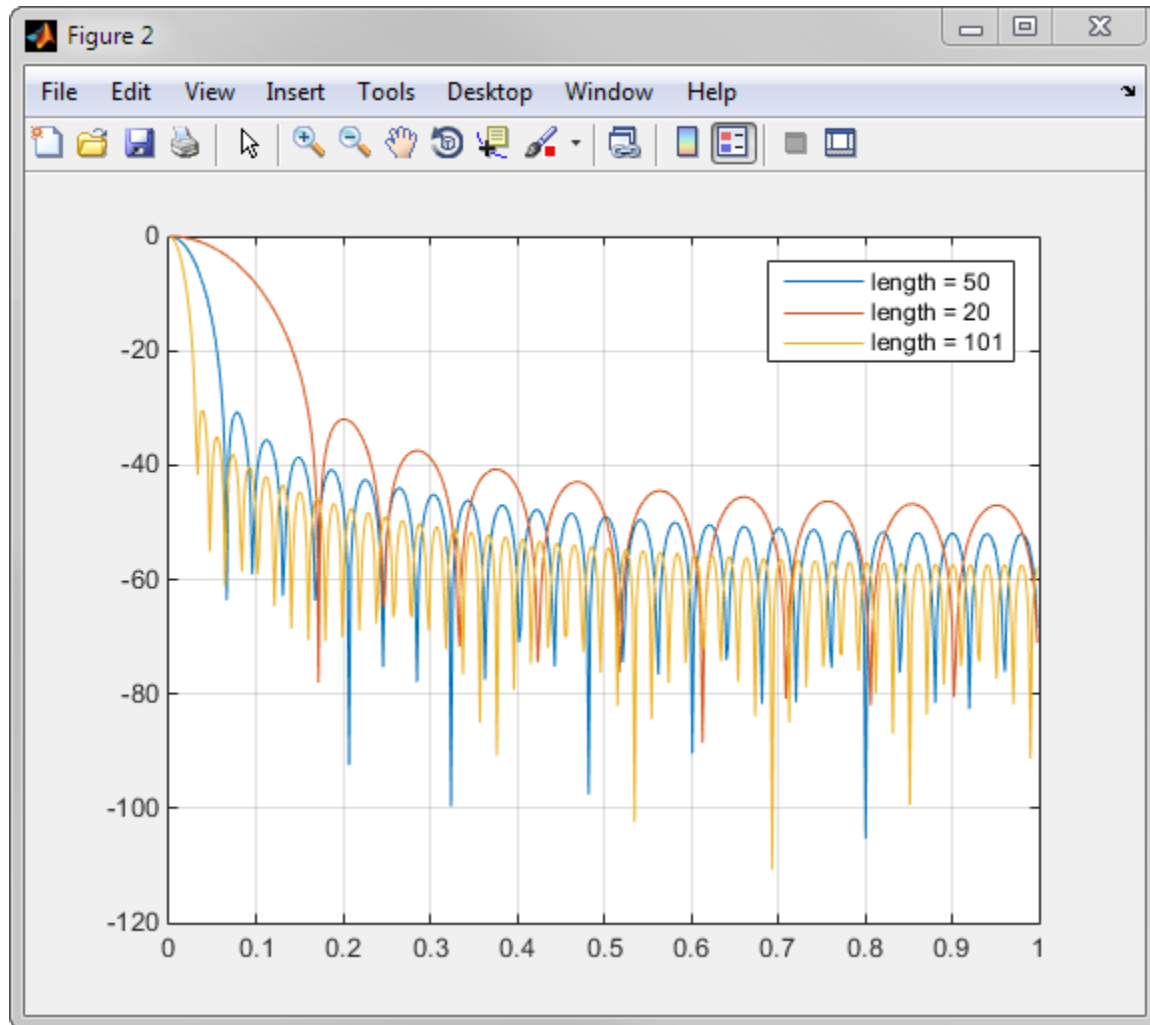 Figure 2
File Edit View Insert Tools Desktop Window Help
0
-20
-40
-60
-80
-100
-120
length = 50
length = 20
length = 101
0 0.1 0.2 0.3 0.4 0.5 0.6 0.7 0.8 0.9 1